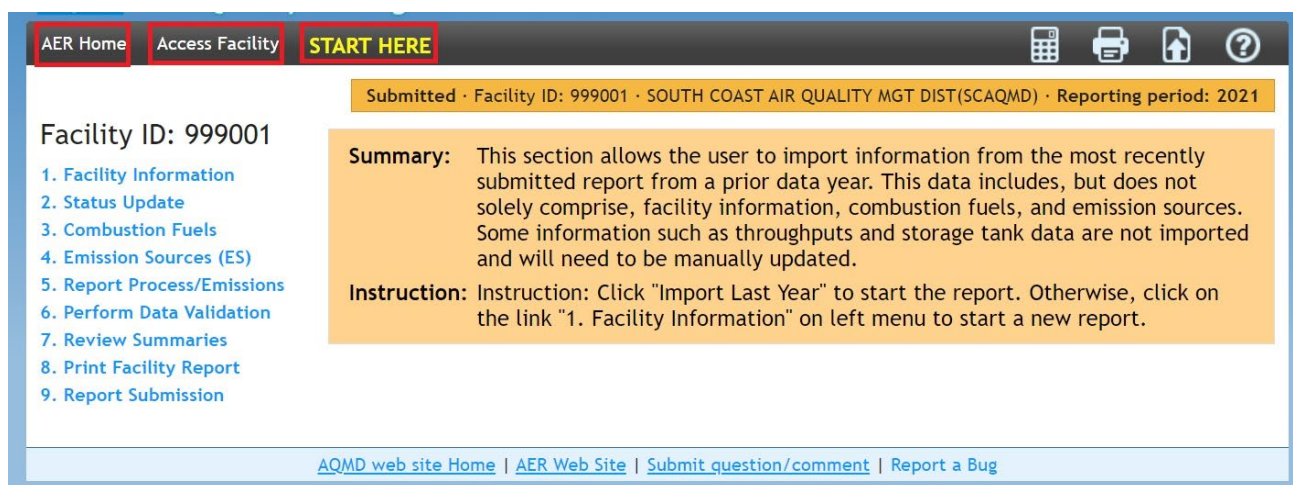 AER Home Access Facility START HERE
Submitted · Facility ID: 999001 · SOUTH COAST AIR QUALITY MGT DIST(SCAQMD) · Reporting period: 2021
Facility ID: 999001
1. Facility Information
2. Status Update
3. Combustion Fuels
4. Emission Sources (ES)
5. Report Process/Emissions
6. Perform Data Validation
7. Review Summaries
8. Print Facility Report
9. Report Submission
Summary: This section allows the user to import information from the most recently
submitted report from a prior data year. This data includes, but does not
solely comprise, facility information, combustion fuels, and emission sources.
Some information such as throughputs and storage tank data are not imported
and will need to be manually updated.
Instruction: Instruction: Click "Import Last Year" to start the report. Otherwise, click on
the link "1. Facility Information" on left menu to start a new report.
AQMD web site Home | AER Web Site | Submit question/comment | Report a Bug